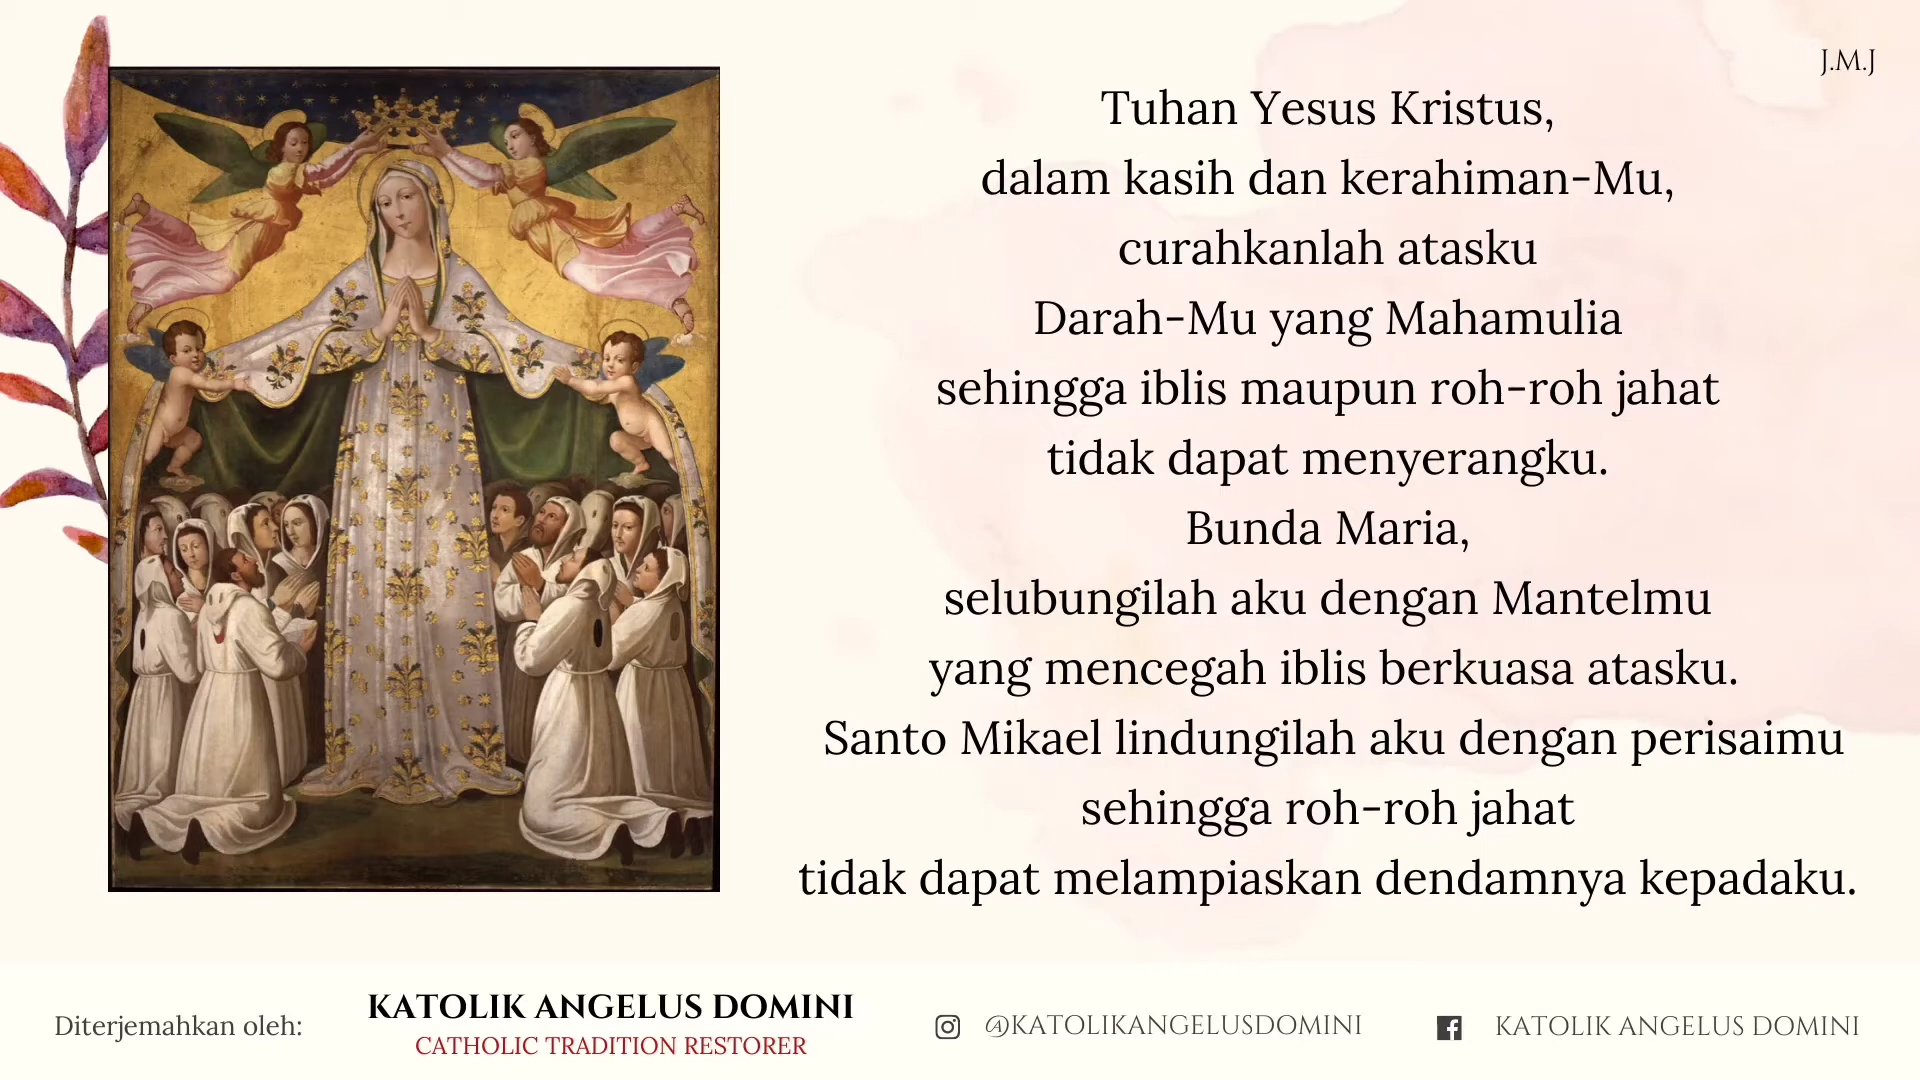 J.M.J
Tuhan Yesus Kristus,
dalam kasih dan kerahiman-Mu,
curahkanlah atasku
Darah-Mu yang Mahamulia
sehingga iblis maupun roh-roh jahat
tidak dapat menyerangku.
Bunda Maria,
selubungilah aku dengan Mantelmu
yang mencegah iblis berkuasa atasku.
Santo Mikael lindungilah aku dengan perisaimu
sehingga roh-roh jahat
tidak dapat melampiaskan dendamnya kepadaku.
Diterjemahkan oleh:
KATOLIK ANGELUS DOMINI
CATHOLIC TRADITION RESTORER
@KATOLIKANGELUSDOMINI
KATOLIK ANGELUS DOMINI